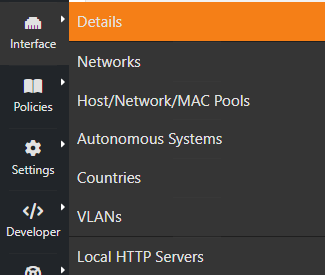 Interface
Policies
Settings
Developer
Details
Networks
Host/Network/MAC Pools
Autonomous Systems
Countries
VLANs
Local HTTP Servers